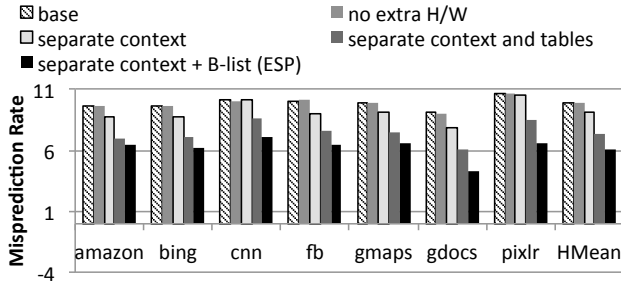 base
no extra H/W
separate context
separate context and tables
separate context + B-list (ESP)
Misprediction Rate
11
6
1
-4
amazon bing cnn fb gmaps gdocs pixlr HMean